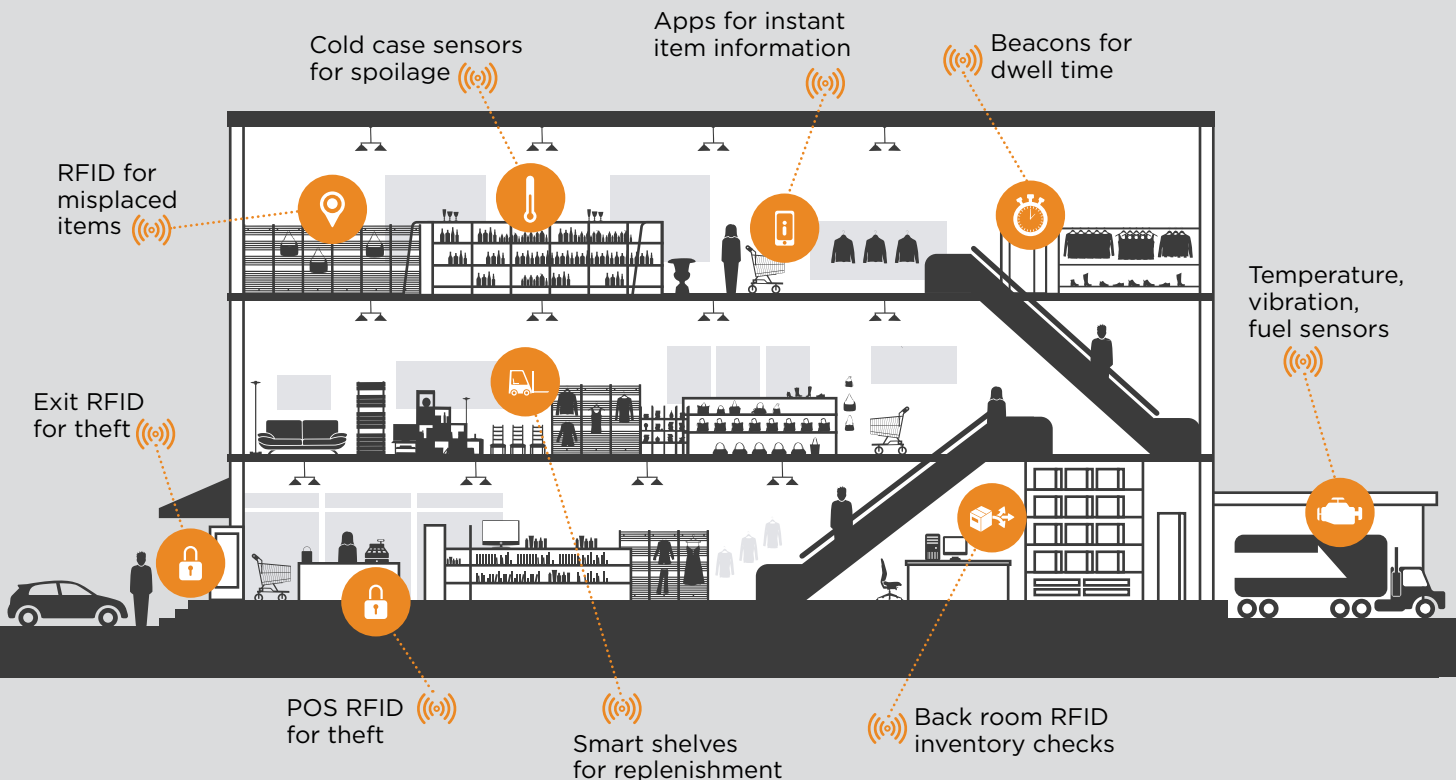 Apps for instant
item information
Cold case sensors
for spoilage
Beacons for
dwell time
RFID for
misplaced
items
Temperature,
vibration,
fuel sensors
Exit RFID
for theft
POS RFID
for theft
Smart shelves
for replenishment
Back room RFID
inventory checks